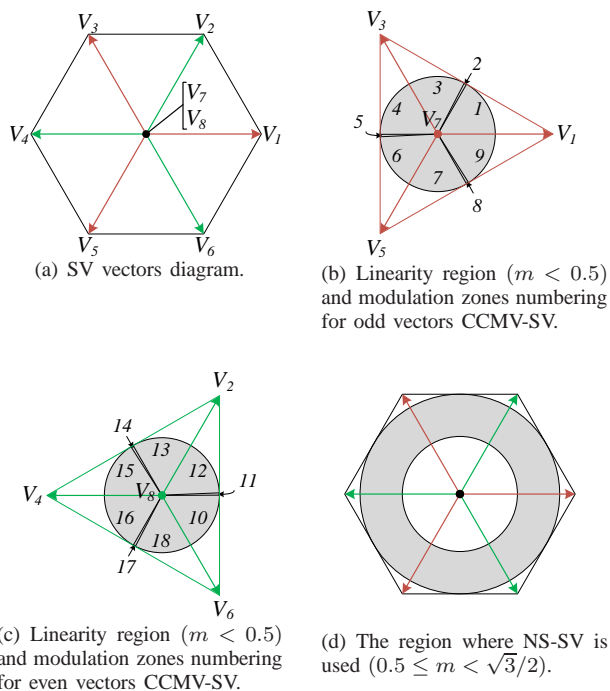 V3 V2
V7
V8
V4 V1
V5 V6
(a) SV vectors diagram.
V3
2
3
4 1
5 V7 V1
6 9
7
8
V5
(b) Linearity region (m < 0.5)
and modulation zones numbering
for odd vectors CCMV-SV.
V2
14
13
15 12
11
V4 V8
16 10
18
17
V6
(c) Linearity region (m < 0.5)
and modulation zones numbering
for even vectors CCMV-SV.
(d) The region where NS-SV is
used (0.5 ≤ m < √3/2).